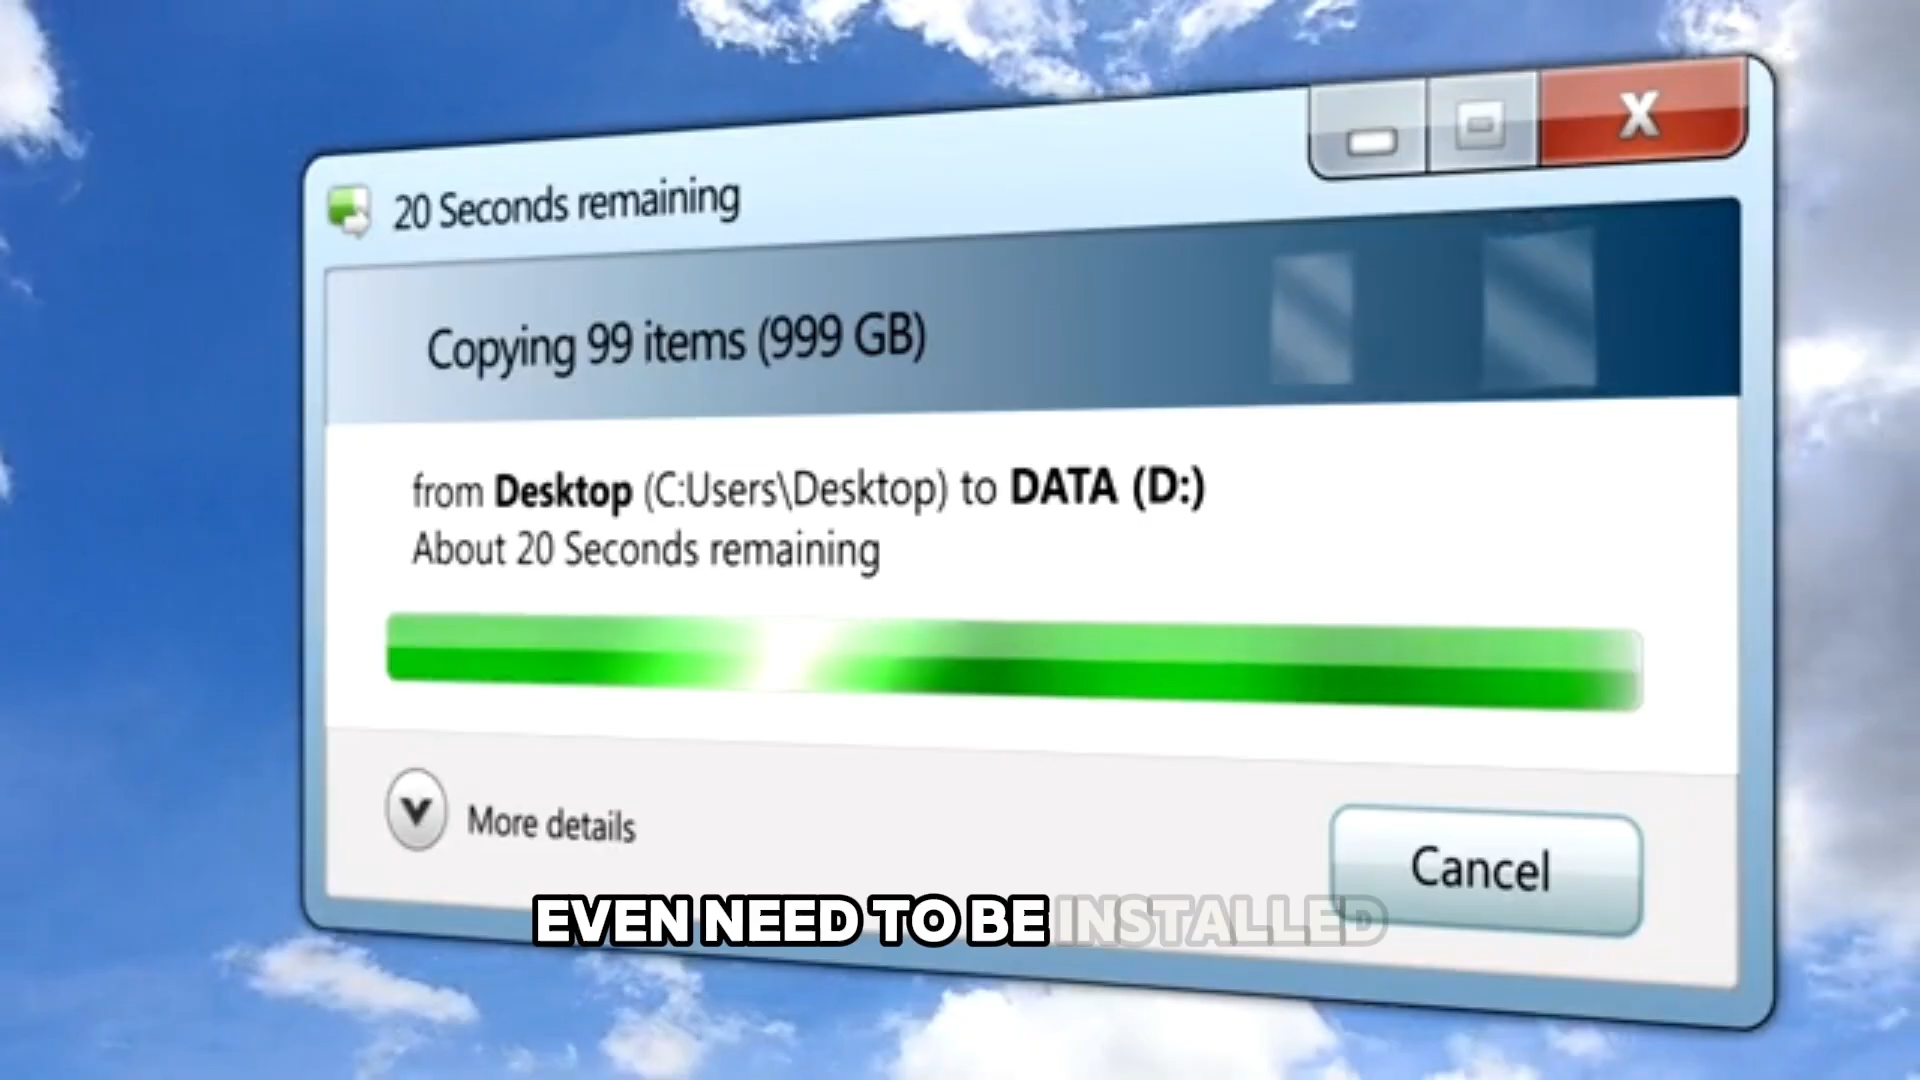 X
20 Seconds remaining
Copying 99 items (999 GB)
from Desktop (C:Users\Desktop) to DATA (D:)
About 20 Seconds remaining
More details
Cancel
EVEN NEED TO BE INSTALLED